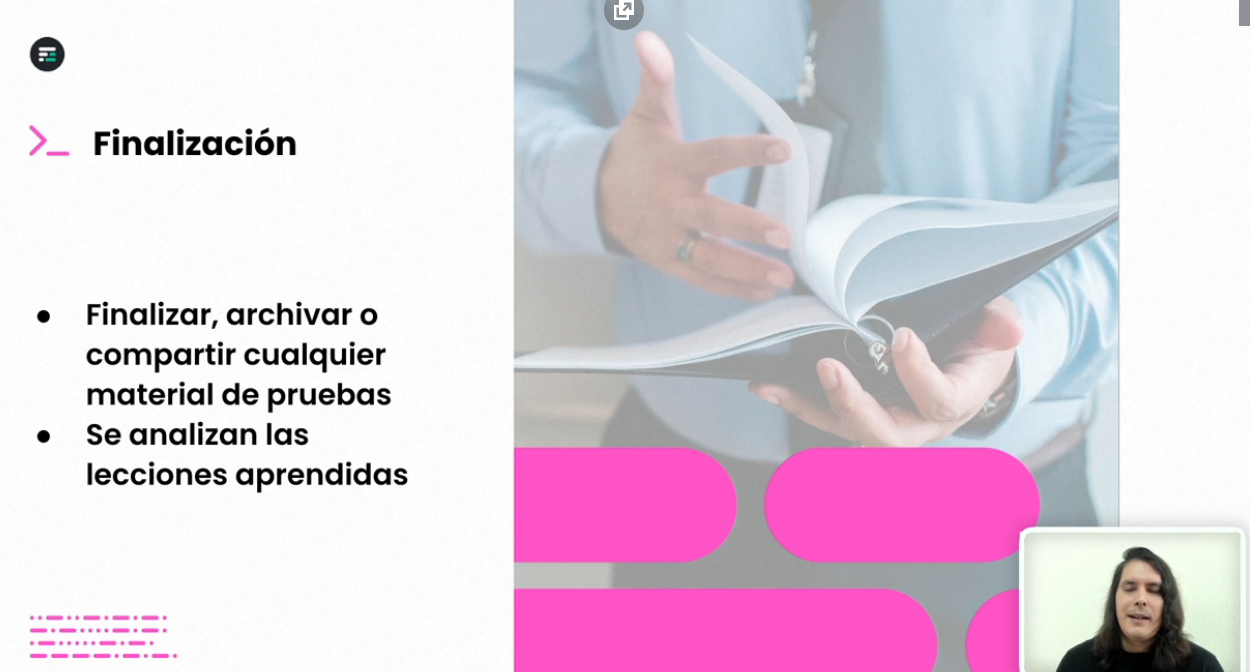 Finalización
● Finalizar, archivar o
compartir cualquier
material de pruebas
● Se analizan las
lecciones aprendidas